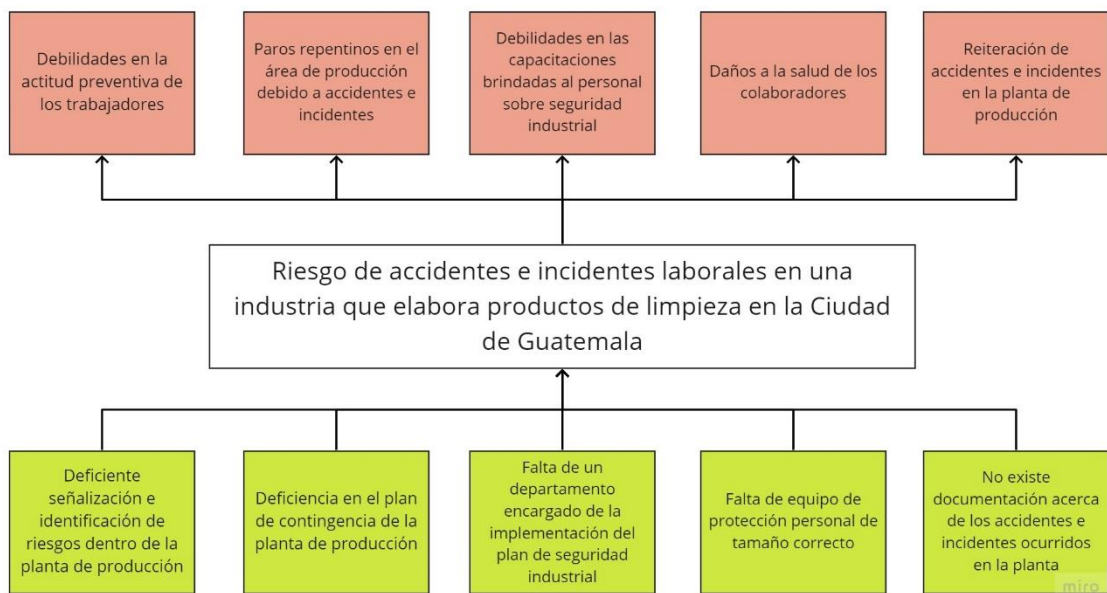 Debilidades en la
actitud preventiva de
los trabajadores
Paros repentinos en el
área de producción
debido a accidentes e
incidentes
Debilidades en las
capacitaciones
brindadas al personal
sobre seguridad
industrial
Daños a la salud de los
colaboradores
Reiteración de
accidentes e incidentes
en la planta de
producción
Riesgo de accidentes e incidentes laborales en una
industria que elabora productos de limpieza en la Ciudad
de Guatemala
Deficiente
señalización e
identificación de
riesgos dentro de la
planta de producción
Deficiencia en el plan
de contingencia de la
planta de producción
Falta de un
departamento
encargado de la
implementación del
plan de seguridad
industrial
Falta de equipo de
protección personal de
tamaño correcto
No existe
documentación acerca
de los accidentes e
incidentes ocurridos
en la planta
miro